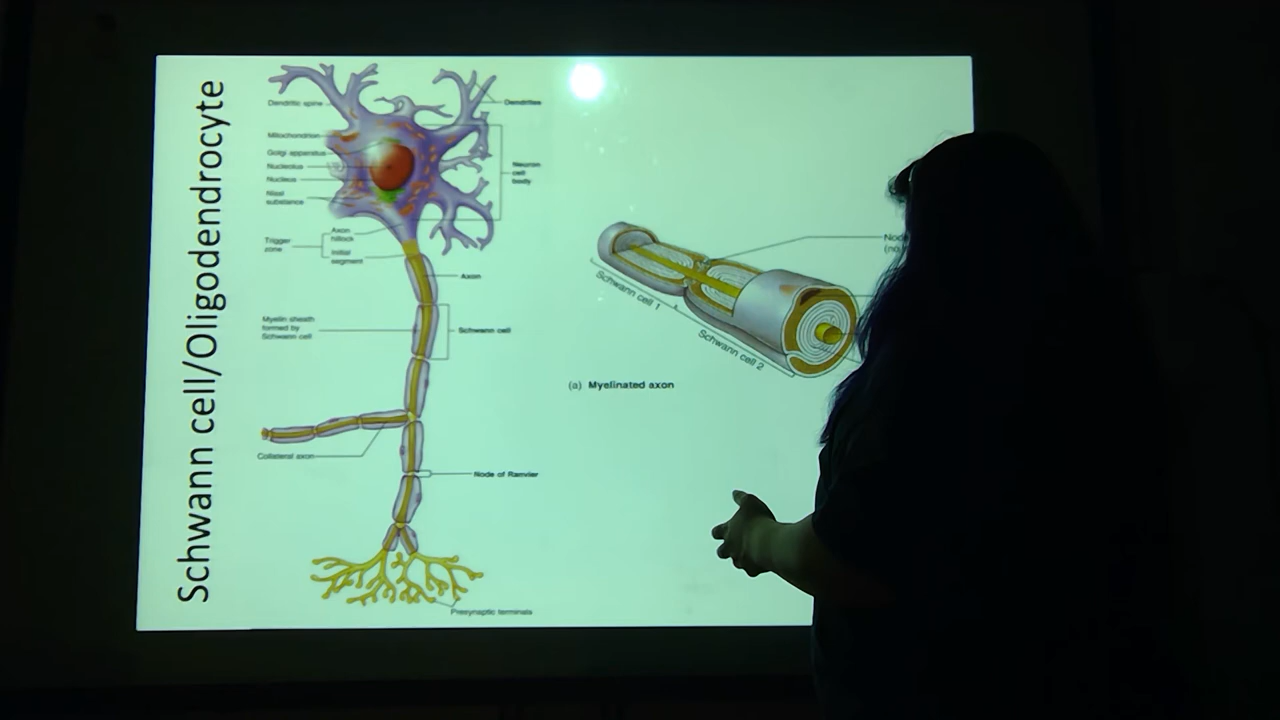 Schwann cell/Oligodendrocyte
Dendritic spine
Mitochondrion
Golgi apparatus
Nucleolus
Nucleus
Nissl
substance
Trigger
zone
Axon
hillock
Initial
segment
Myelin sheath
formed by
Schwann cell
Collateral axon
Dendrites
Neuron
cell
body
Axon
Schwann cell
Node of Ranvier
Presynaptic terminals
Schwann cell 1
Schwann cell 2
(a) Myelinated axon